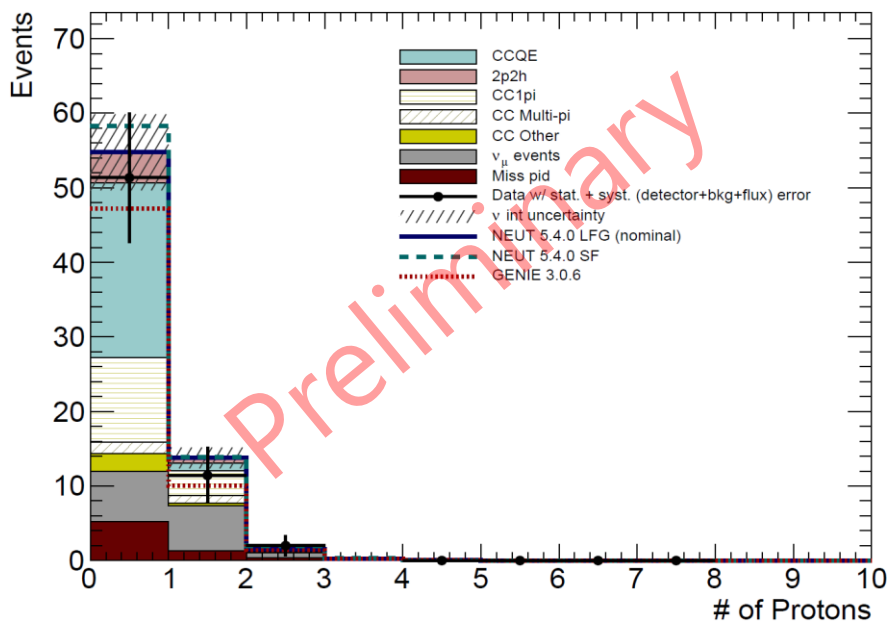 Events
70
60
50
40
30
20
10
0
CCQE
2p2h
CC1pi
CC Multi-pi
CC Other
νμ events
Miss pid
Data w/ stat. + syst. (detector+bkg+flux) error
ν int uncertainty
NEUT 5.4.0 LFG (nominal)
NEUT 5.4.0 SF
GENIE 3.0.6
Preliminary
0 1 2 3 4 5 6 7 8 9 10
# of Protons